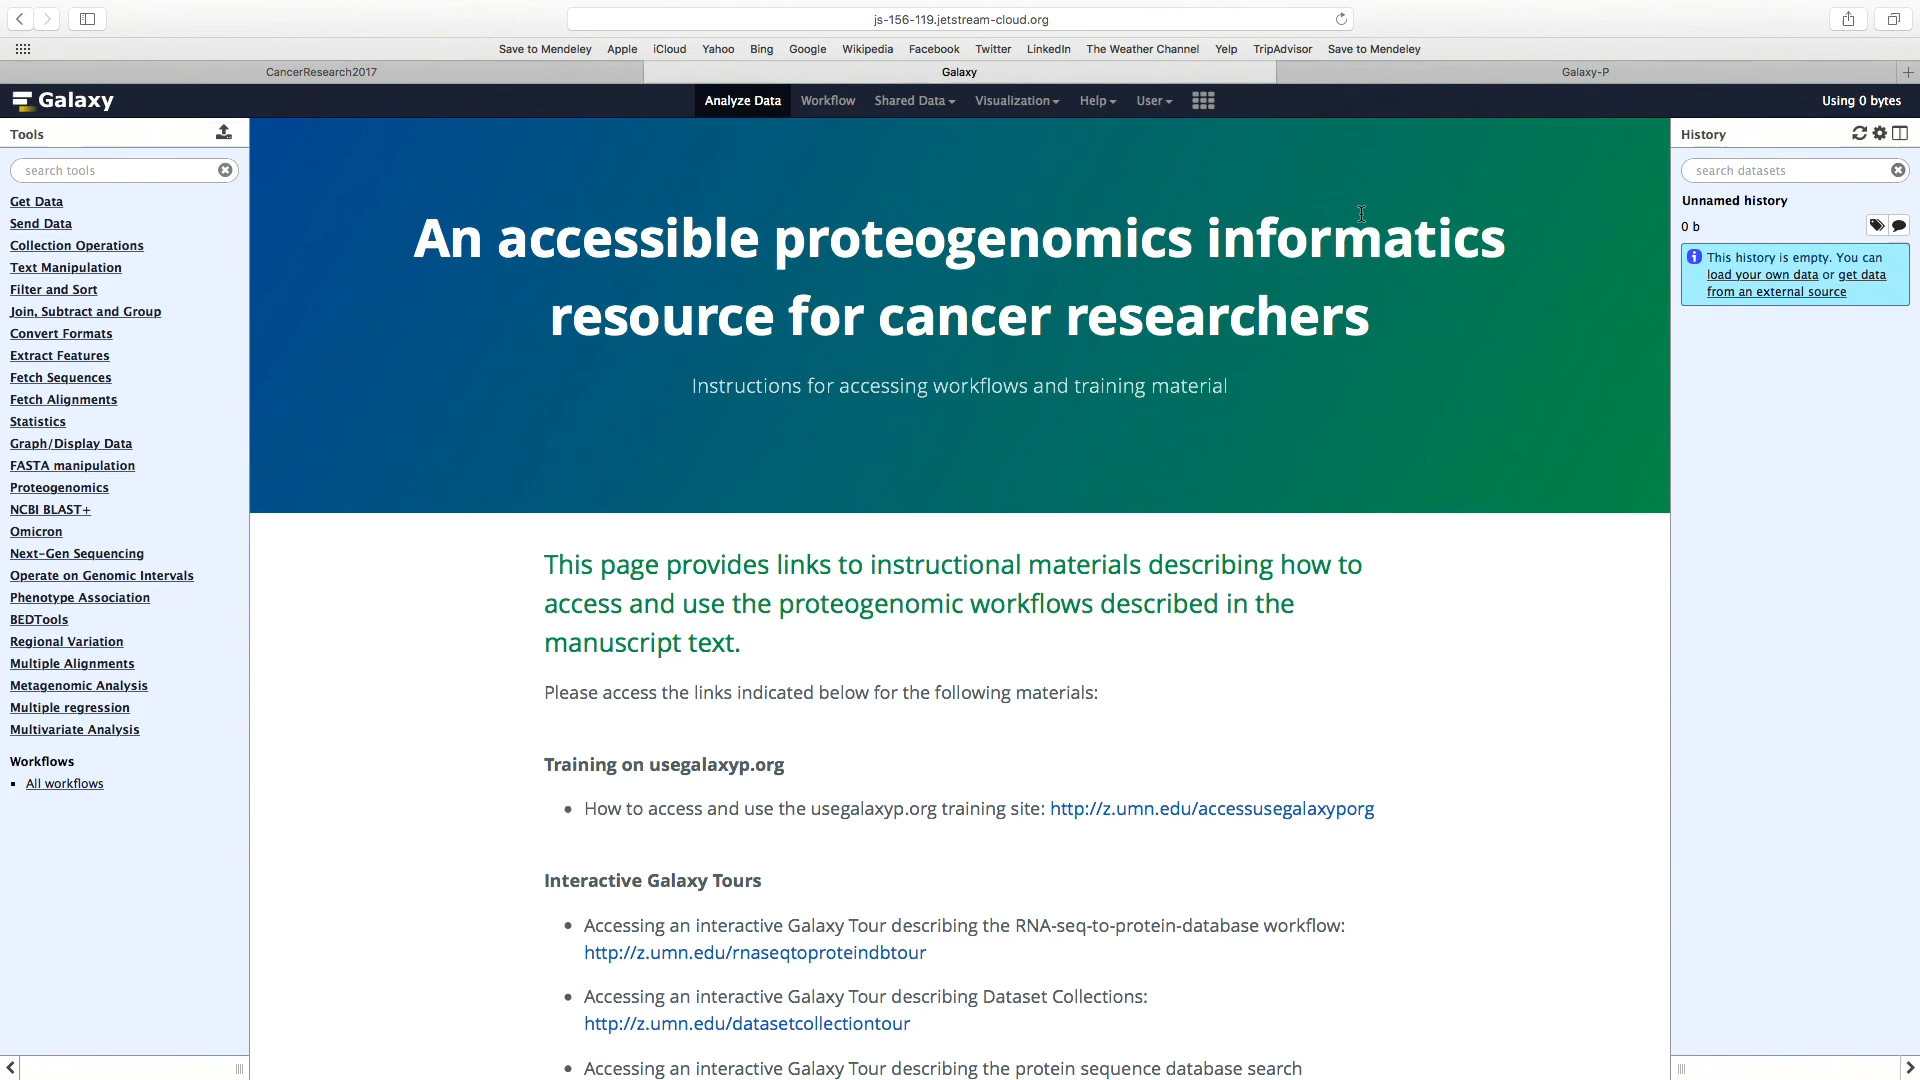 js-156-119.jetstream-cloud.org
Save to Mendeley Apple iCloud Yahoo Bing Google Wikipedia Facebook Twitter LinkedIn The Weather Channel Yelp TripAdvisor Save to Mendeley
CancerResearch2017 Galaxy Galaxy-P
Galaxy Analyze Data Workflow Shared Data Visualization Help User Using 0 bytes
Tools
search tools
Get Data
Send Data
Collection Operations
Text Manipulation
Filter and Sort
Join, Subtract and Group
Convert Formats
Extract Features
Fetch Sequences
Fetch Alignments
Statistics
Graph/Display Data
FASTA manipulation
Proteogenomics
NCBI BLAST+
Omicron
Next-Gen Sequencing
Operate on Genomic Intervals
Phenotype Association
BEDTools
Regional Variation
Multiple Alignments
Metagenomic Analysis
Multiple regression
Multivariate Analysis
Workflows
All workflows
An accessible proteogenomics informatics
resource for cancer researchers
Instructions for accessing workflows and training material
This page provides links to instructional materials describing how to
access and use the proteogenomic workflows described in the
manuscript text.
Please access the links indicated below for the following materials:
Training on usegalaxyp.org
• How to access and use the usegalaxyp.org training site: http://z.umn.edu/accessusegalaxyporg
Interactive Galaxy Tours
• Accessing an interactive Galaxy Tour describing the RNA-seq-to-protein-database workflow:
http://z.umn.edu/rnaseqtoproteindbtour
• Accessing an interactive Galaxy Tour describing Dataset Collections:
http://z.umn.edu/datasetcollectiontour
• Accessing an interactive Galaxy Tour describing the protein sequence database search
History
search datasets
Unnamed history
0 b
This history is empty. You can
load your own data or get data
from an external source